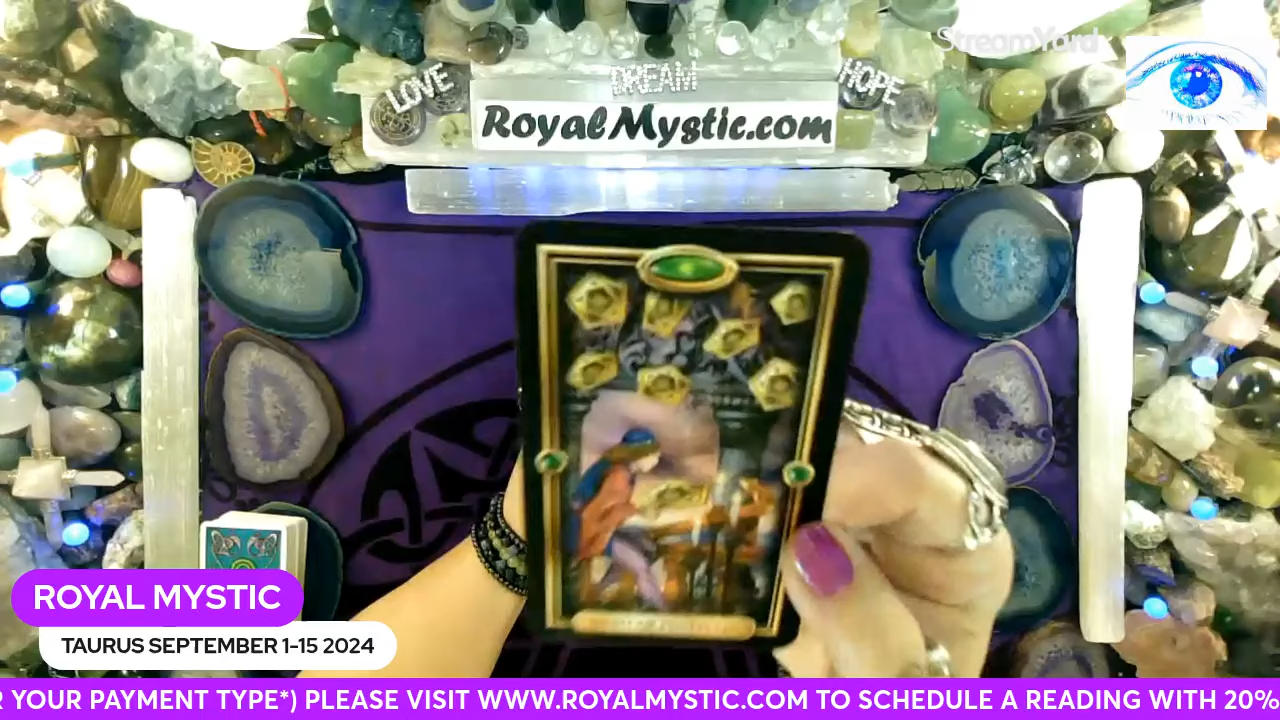 StreamYard
LOVE
DREAM
HOPE
RoyalMystic.com
ROYAL MYSTIC
TAURUS SEPTEMBER 1-15 2024
R YOUR PAYMENT TYPE*) PLEASE VISIT WWW.ROYALMYSTIC.COM TO SCHEDULE A READING WITH 20%